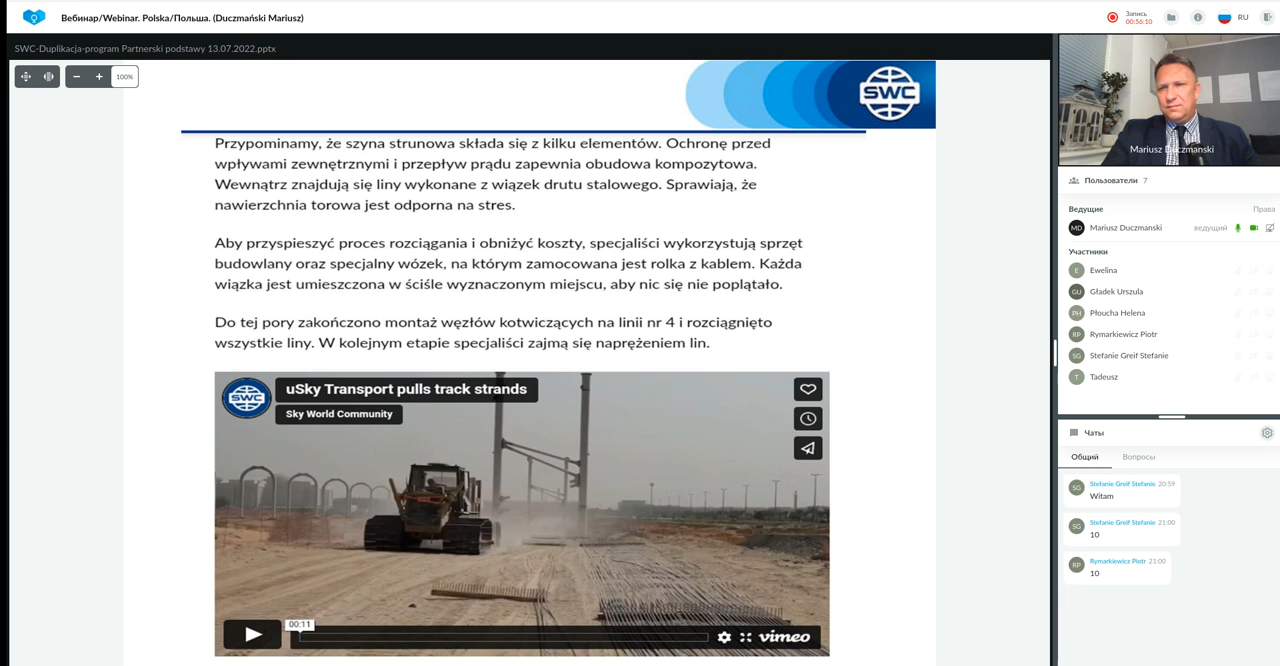 Вебинар/Webinar. Polska/Польша. (Duczmański Mariusz)
Запись
00:56:10
RU
SWC-Duplikacja-program Partnerski podstawy 13.07.2022.pptx
100%
SWC
Przypominamy, że szyna strunowa składa się z kilku elementów. Ochronę przed
wpływami zewnętrznymi i przepływ prądu zapewnia obudowa kompozytowa.
Wewnątrz znajdują się liny wykonane z wiązek drutu stalowego. Sprawiają, że
nawierzchnia torowa jest odporna na stres.
Aby przyspieszyć proces rozciągania i obniżyć koszty, specjaliści wykorzystują sprzęt
budowlany oraz specjalny wózek, na którym zamocowana jest rolka z kablem. Każda
wiązka jest umieszczona w ściśle wyznaczonym miejscu, aby nic się nie poplątało.
Do tej pory zakończono montaż węzłów kotwiczących na linii nr 4 i rozciągnięto
wszystkie liny. W kolejnym etapie specjaliści zajmą się naprężeniem lin.
SWC
uSky Transport pulls track strands
Sky World Community
00:11
vimeo
Mariusz Duczmanski
Пользователи 7
Ведущие Права
MD Mariusz Duczmanski ведущий
Участники
E Ewelina
GU Gładek Urszula
PH Płoucha Helena
RP Rymarkiewicz Piotr
SG Stefanie Greif Stefanie
T Tadeusz
Чаты
Общий Вопросы
SG Stefanie Greif Stefanie 20:59
Witam
SG Stefanie Greif Stefanie 21:00
10
RP Rymarkiewicz Piotr 21:00
10